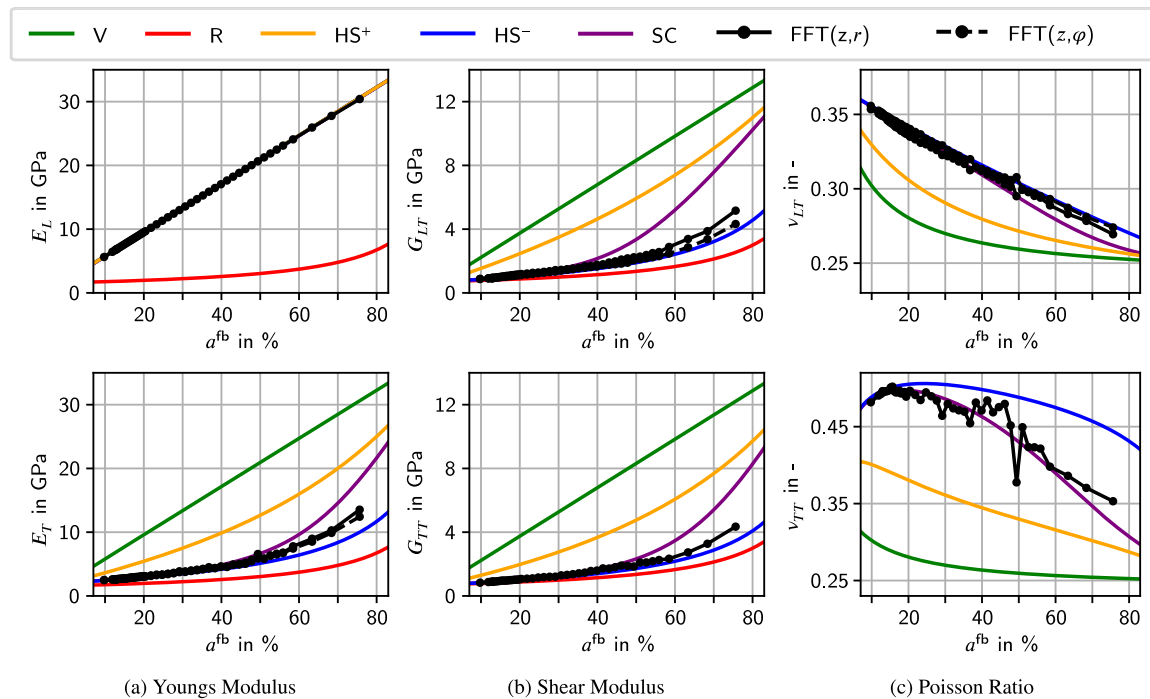 V R HS⁺ HS⁻ SC FFT(z,r) FFT(z,φ)
30
20
10
0
E_L in GPa
20 40 60 80
a^fb in %
12
8
4
0
G_LT in GPa
20 40 60 80
a^fb in %
0.35
0.30
0.25
ν_LT in -
20 40 60 80
a^fb in %
30
20
10
0
E_T in GPa
20 40 60 80
a^fb in %
12
8
4
0
G_TT in GPa
20 40 60 80
a^fb in %
0.45
0.35
0.25
ν_TT in -
20 40 60 80
a^fb in %
(a) Youngs Modulus
(b) Shear Modulus
(c) Poisson Ratio